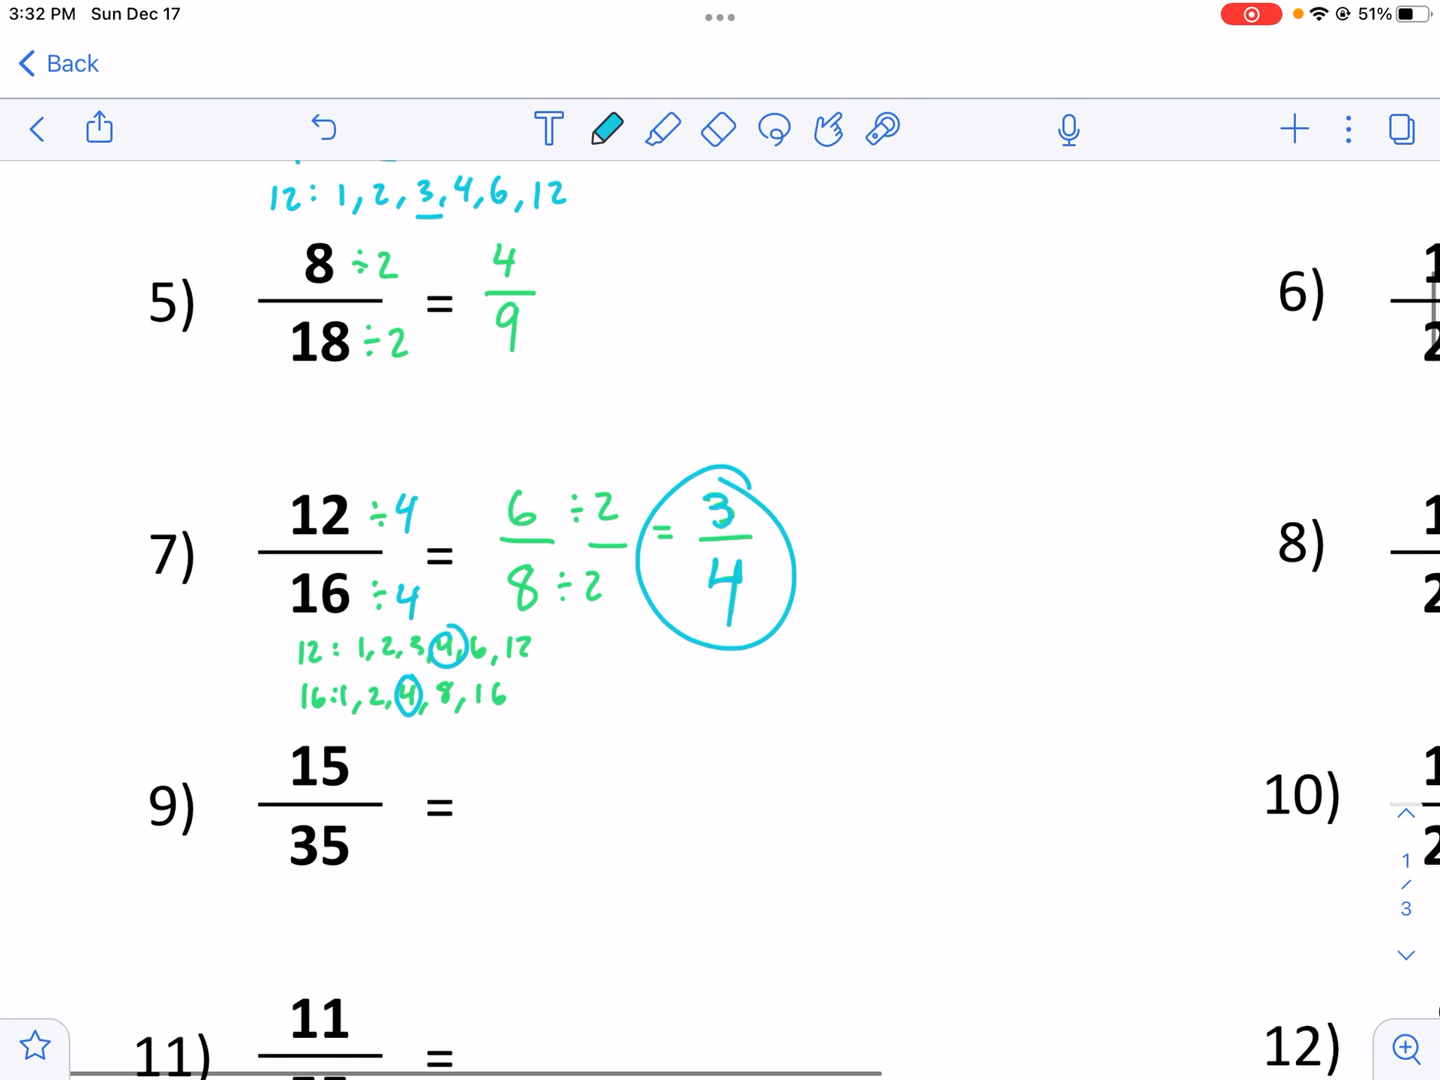 3:32 PM Sun Dec 17
51%
Back
12: 1, 2, 3, 4, 6, 12
5) 8 ÷2 / 18 ÷2 = 4/9
6)
7) 12 ÷4 / 16 ÷4 = 6 ÷2 / 8 ÷2 = 3/4
12: 1, 2, 3, 4, 6, 12
16: 1, 2, 4, 8, 16
8)
9) 15/35 =
10)
1
/
3
11) 11 =
12)